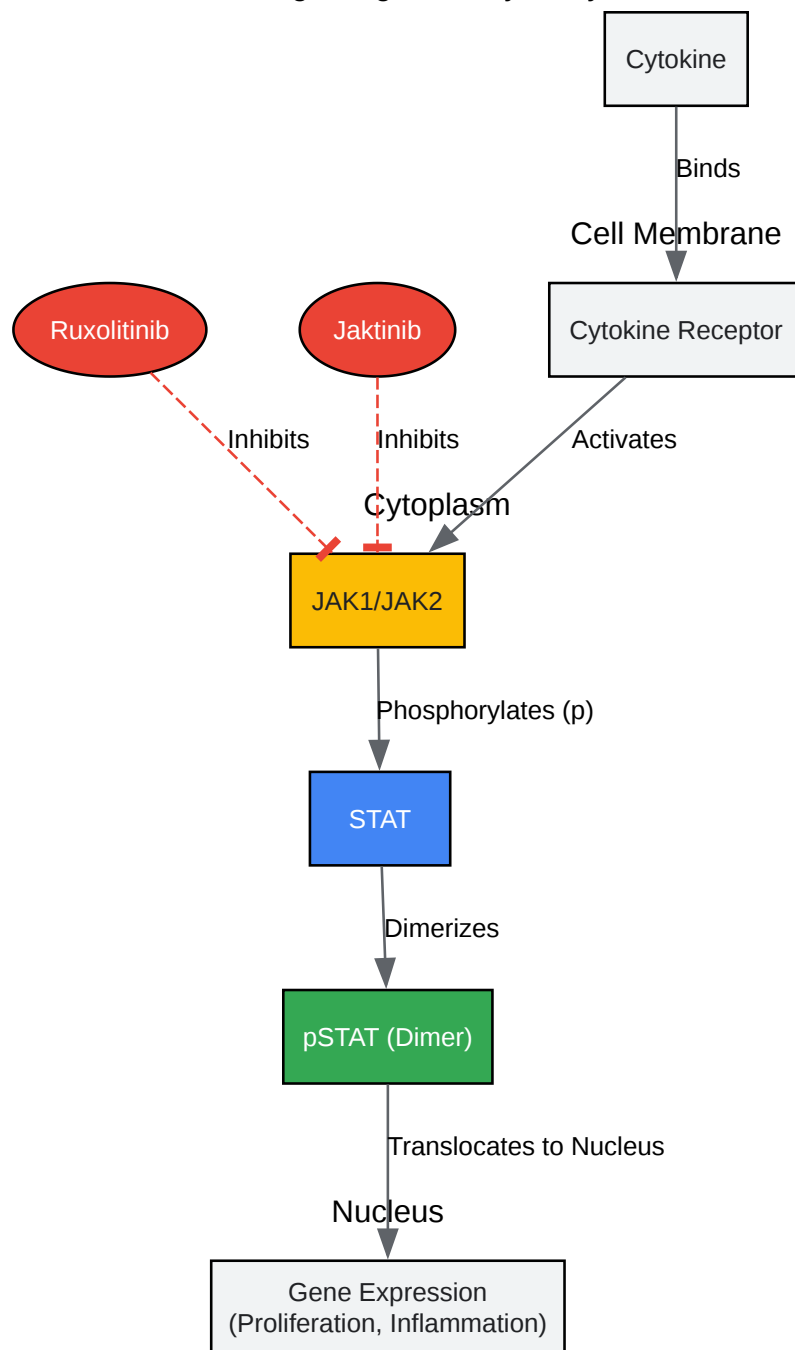 Cytokine
Binds
Cell Membrane
Ruxolitinib
Jaktinib
Cytokine Receptor
Inhibits
Inhibits
Activates
Cytoplasm
JAK1/JAK2
Phosphorylates (p)
STAT
Dimerizes
pSTAT (Dimer)
Translocates to Nucleus
Nucleus
Gene Expression
(Proliferation, Inflammation)